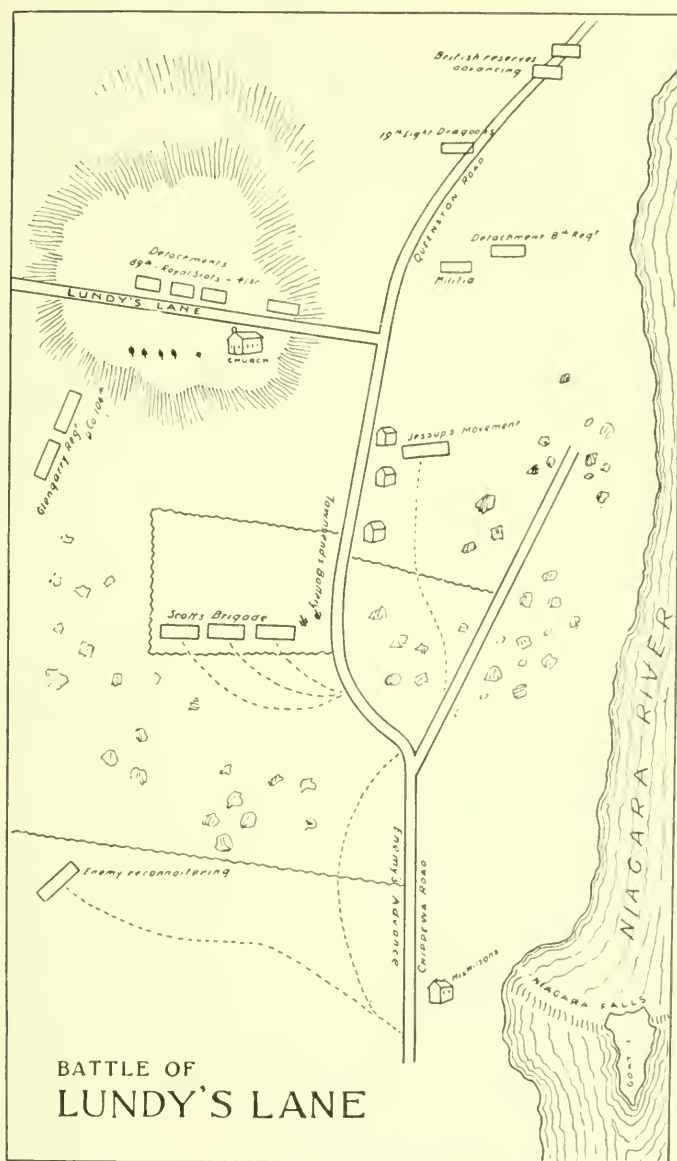 British reserves
advancing
19th Light Dragoons
QUEENSTON ROAD
Detachment 8th Regt
Militia
Detachments
89th - Royal Scots - 41st
LUNDY'S LANE
CHURCH
Glengarry Regt
Co 104th
Jessup's Movement
Townsend's Battery
Scott's Brigade
NIAGARA RIVER
Enemy reconnoitering
Enemy's Advance
CHIPPEWA ROAD
NIAGARA FALLS
GOAT I
BATTLE OF
LUNDY'S LANE